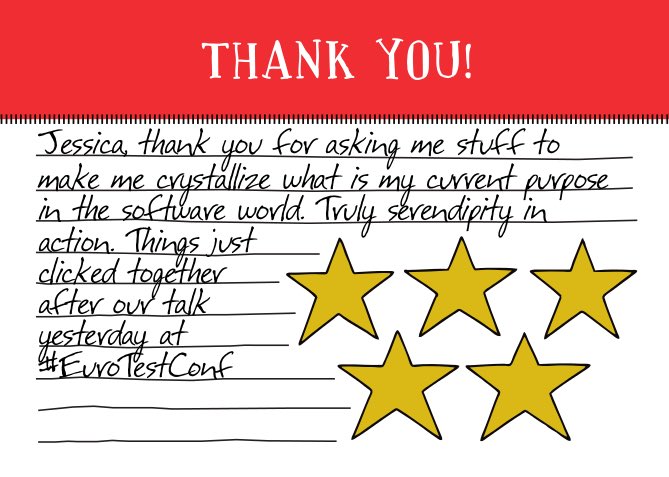 THANK YOU!
Jessica, thank you for asking me stuff to
make me crystallize what is my current purpose
in the software world. Truly serendipity in
action. Things just
clicked together
after our talk
yesterday at
#EuroTestConf